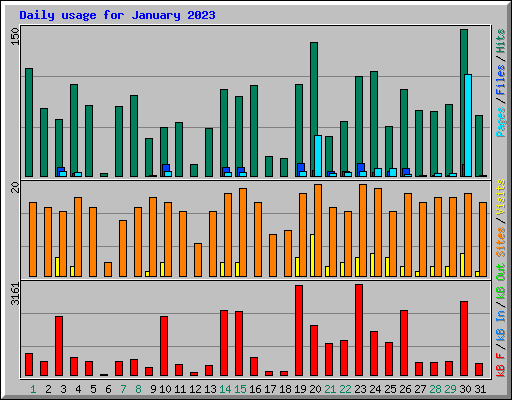 Daily usage for January 2023
150
20
3161
Pages / Files / Hits
Sites / Visits
kB F / kB In / kB Out
1 2 3 4 5 6 7 8 9 10 11 12 13 14 15 16 17 18 19 20 21 22 23 24 25 26 27 28 29 30 31